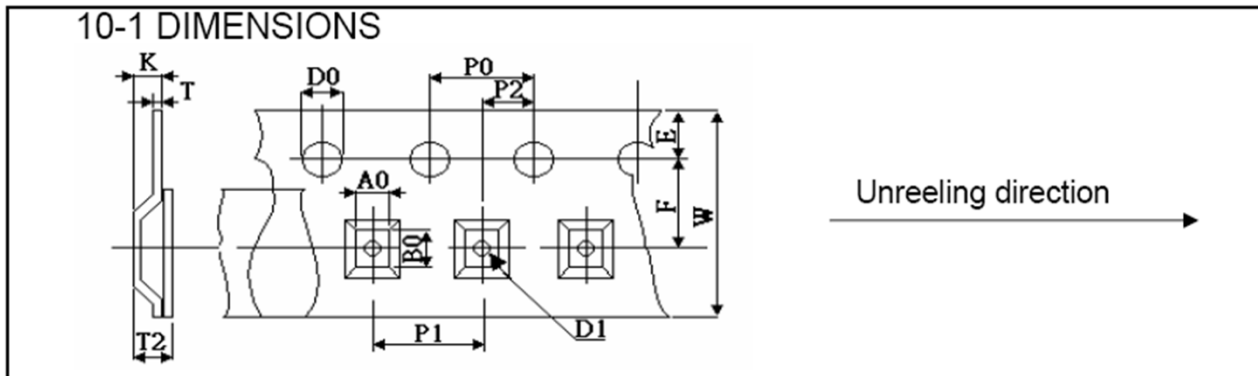 10-1 DIMENSIONS
K
T
D0
P0
P2
E
A0
F
W
B0
Unreeling direction
P1
D1
T2